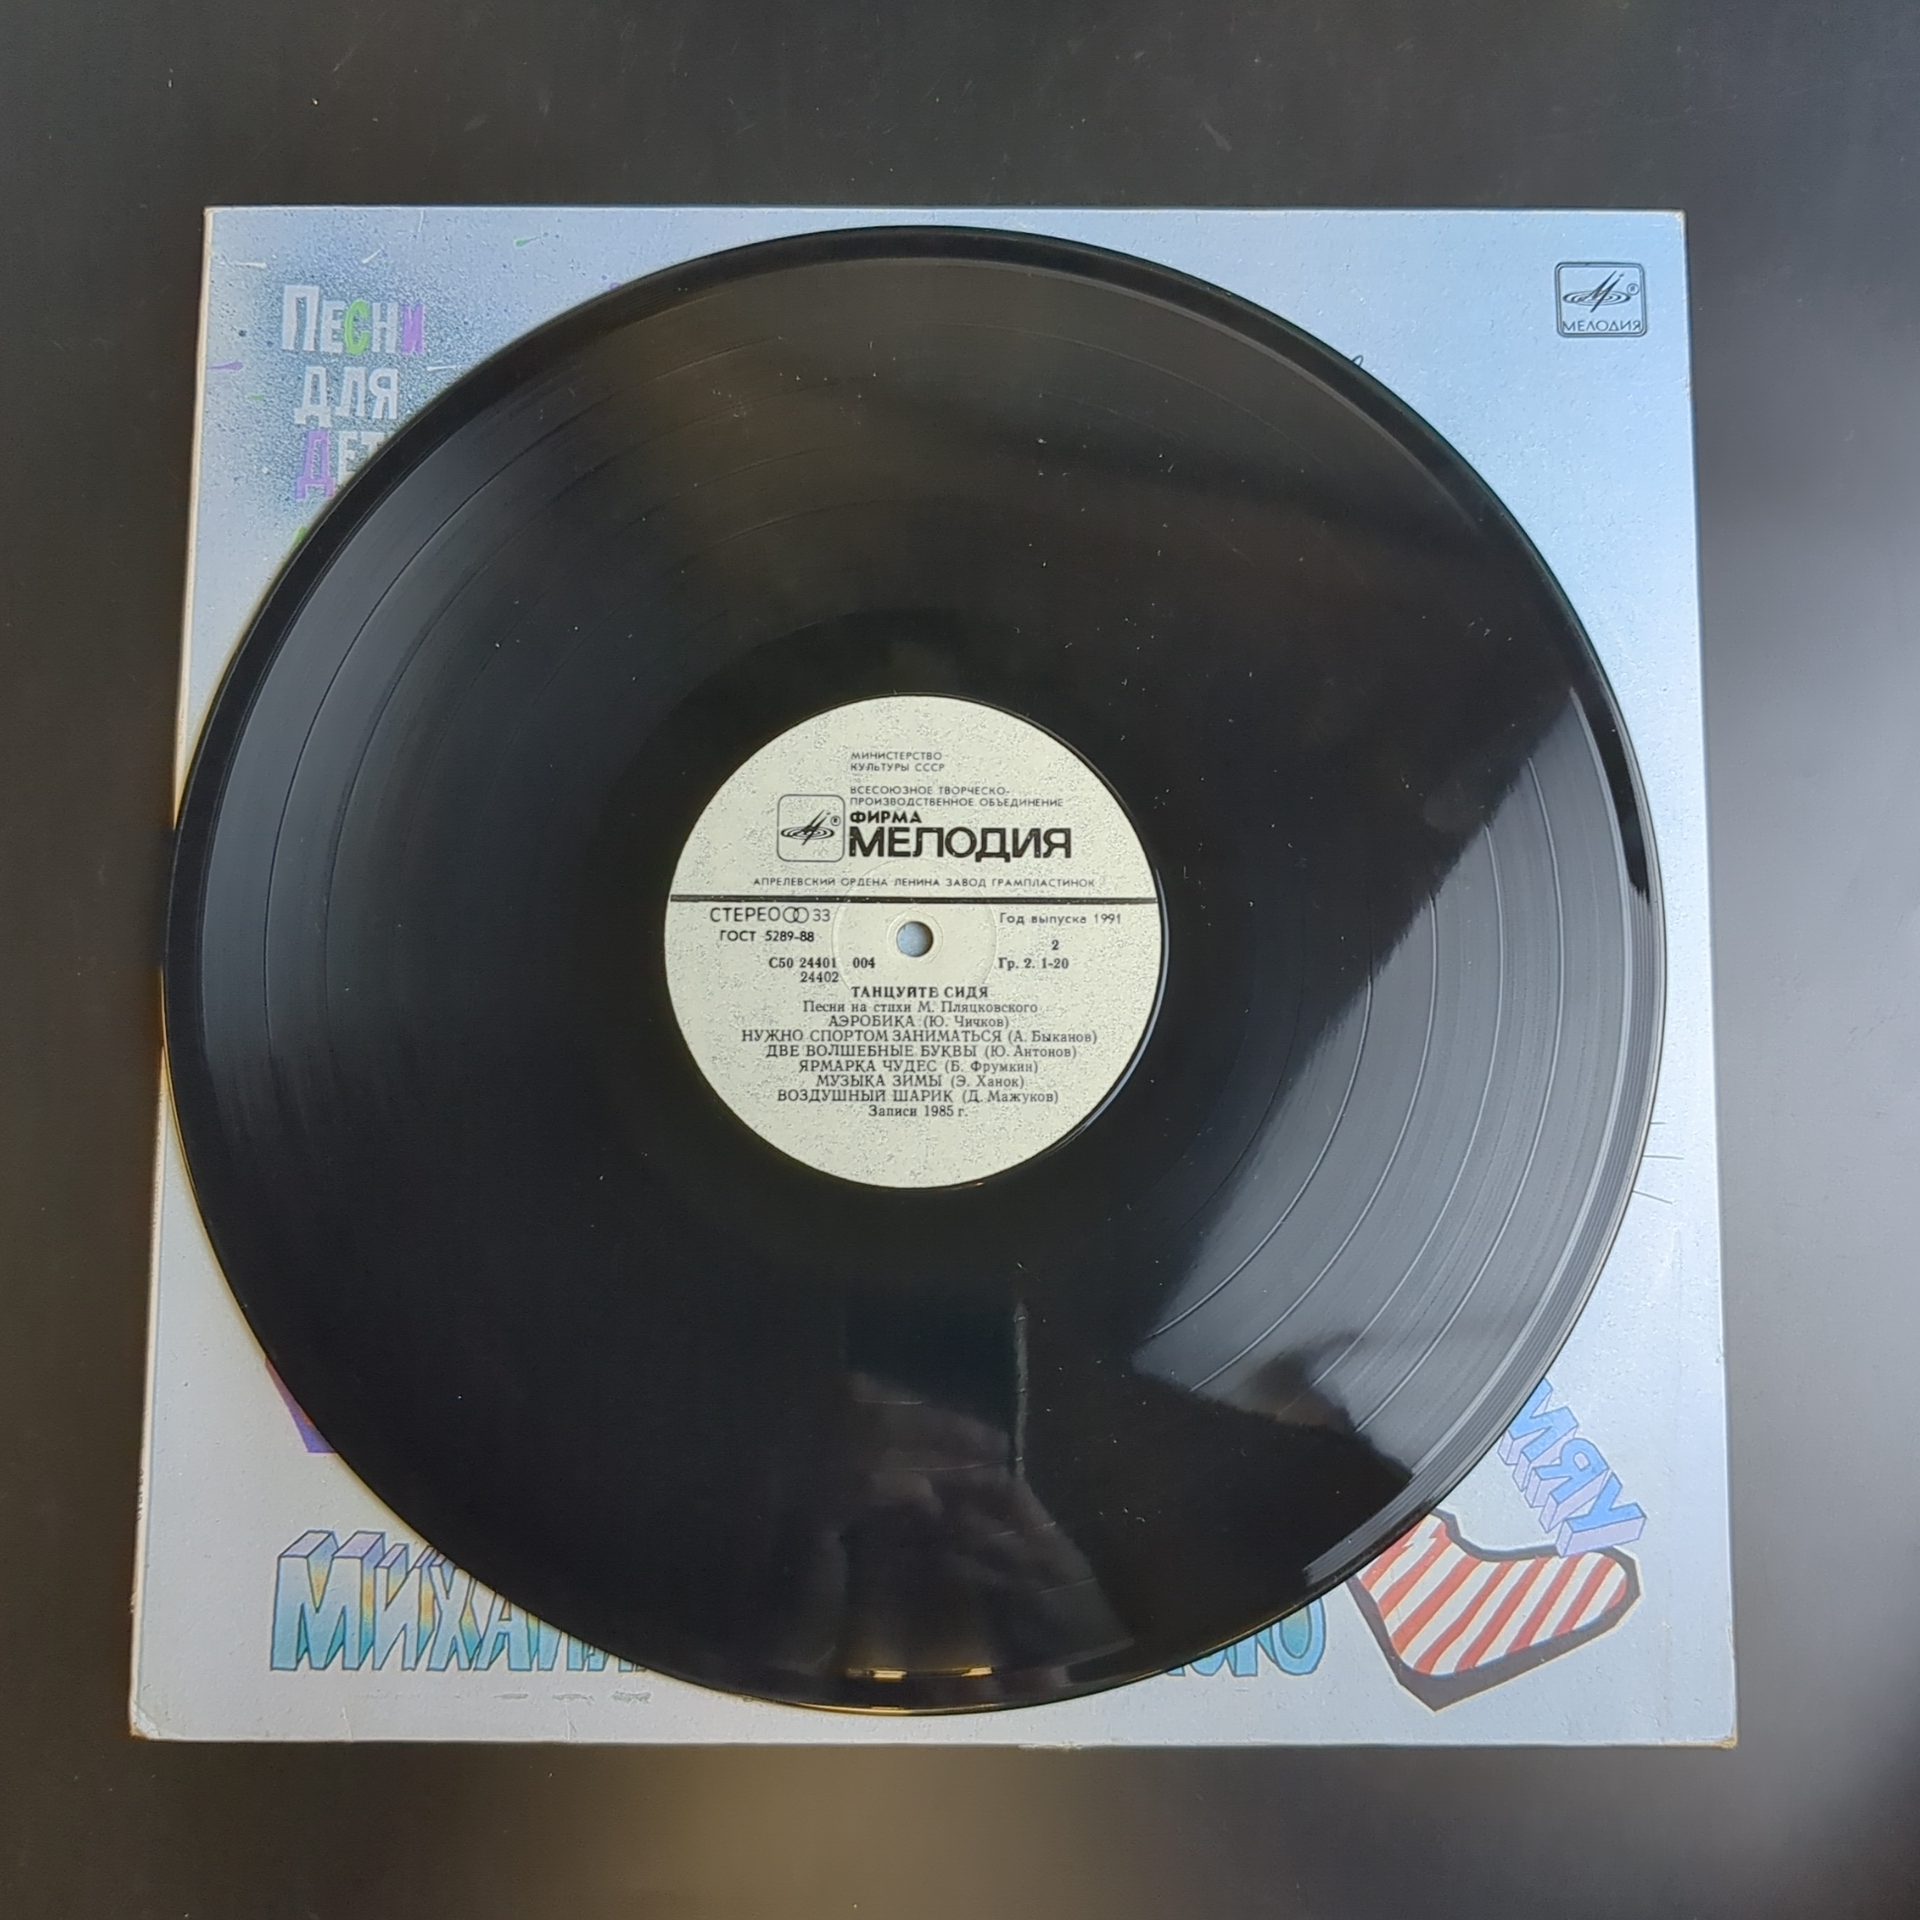 ПЕСНИ
ДЛЯ
МЕЛОДИЯ
МИНИСТЕРСТВО
КУЛЬТУРЫ СССР
ВСЕСОЮЗНОЕ ТВОРЧЕСКО-
ПРОИЗВОДСТВЕННОЕ ОБЪЕДИНЕНИЕ
ФИРМА
МЕЛОДИЯ
АПРЕЛЕВСКИЙ ОРДЕНА ЛЕНИНА ЗАВОД ГРАМПЛАСТИНОК
СТЕРЕО 33 Год выпуска 1991
ГОСТ 5289-88 2
С50 24401 004 Гр. 2. 1-20
24402
ТАНЦУЙТЕ СИДЯ
Песни на стихи М. Пляцковского
АЭРОБИКА (Ю. Чичков)
НУЖНО СПОРТОМ ЗАНИМАТЬСЯ (А. Быканов)
ДВЕ ВОЛШЕБНЫЕ БУКВЫ (Ю. Антонов)
ЯРМАРКА ЧУДЕС (Б. Фрумкин)
МУЗЫКА ЗИМЫ (Э. Ханок)
ВОЗДУШНЫЙ ШАРИК (Д. Мажуков)
Записи 1985 г.
МЯУ